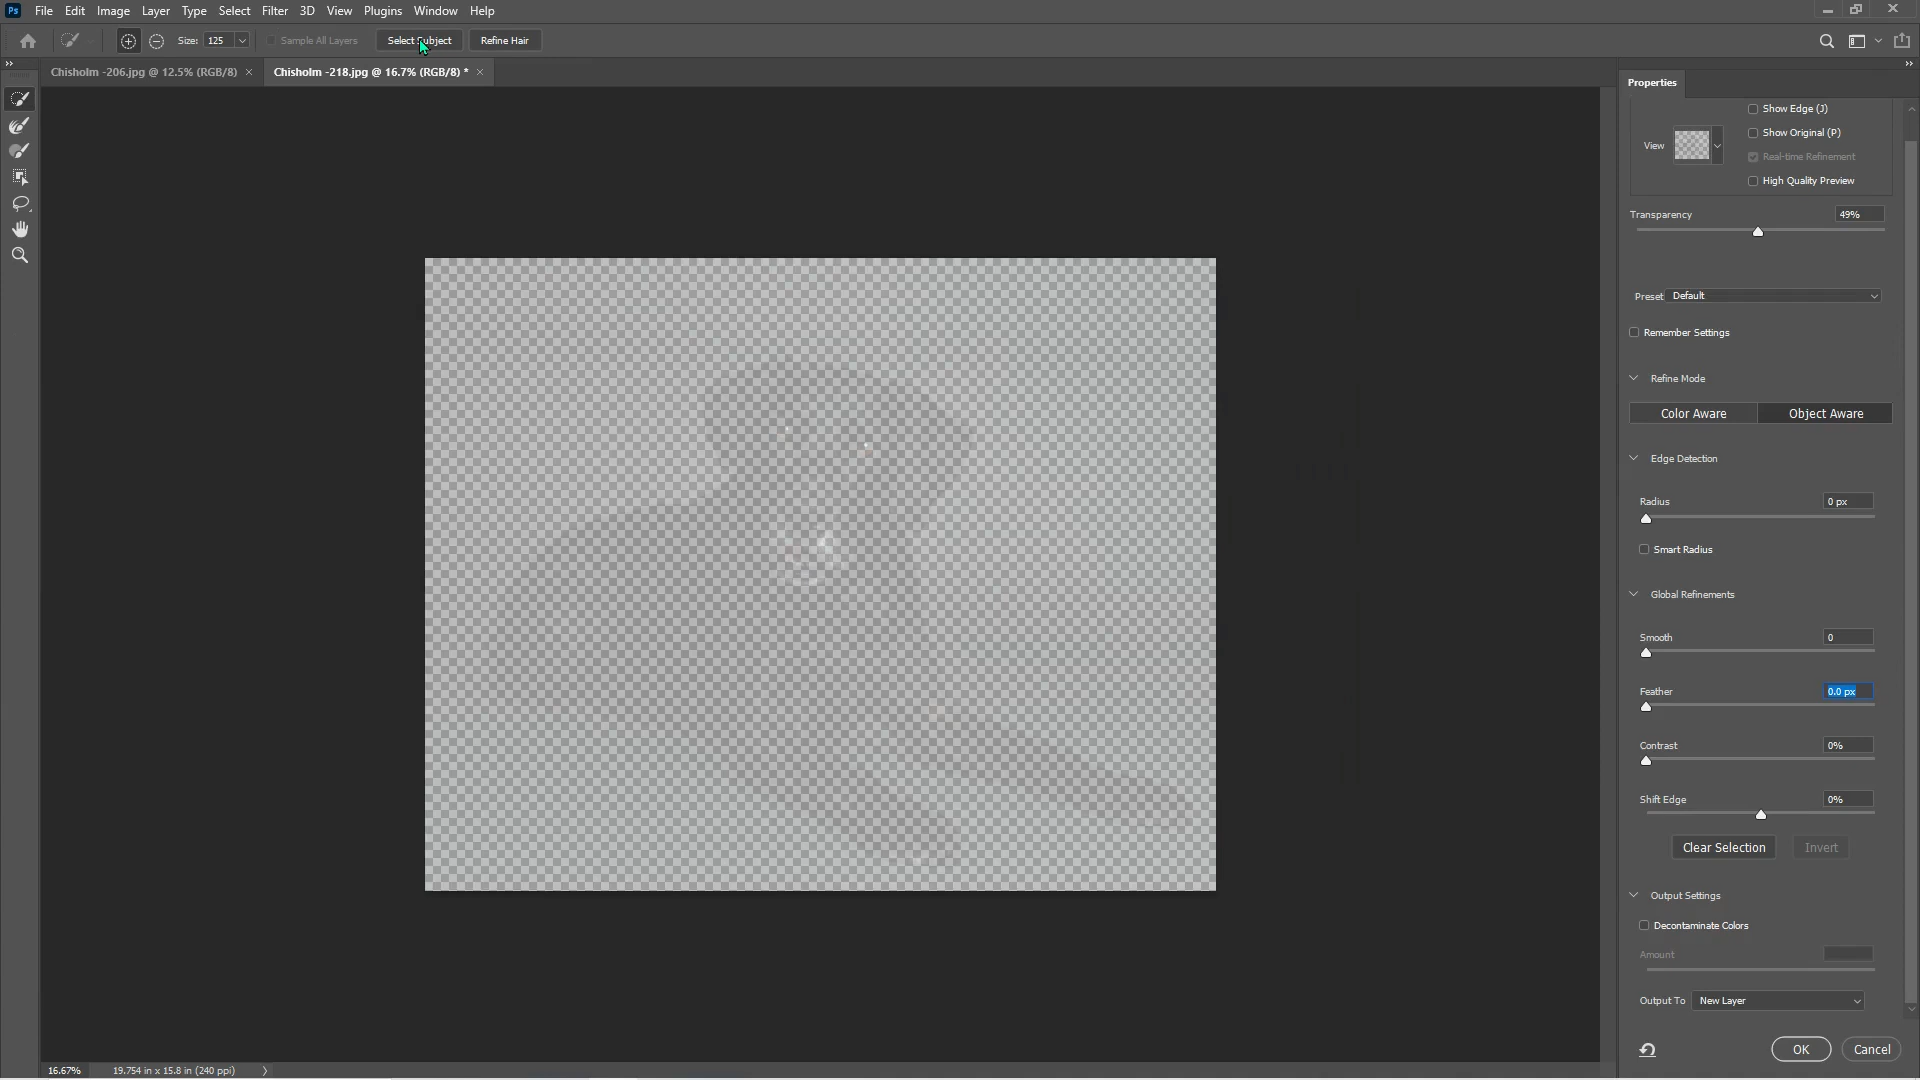 Ps File Edit Image Layer Type Select Filter 3D View Plugins Window Help
Size: 125 Sample All Layers Select Subject Refine Hair
Chisholm -206.jpg @ 12.5% (RGB/8) × Chisholm -218.jpg @ 16.7% (RGB/8) * ×
Properties
Show Edge (J)
Show Original (P)
View
Real-time Refinement
High Quality Preview
Transparency 49%
Preset Default
Remember Settings
Refine Mode
Color Aware Object Aware
Edge Detection
Radius 0 px
Smart Radius
Global Refinements
Smooth 0
Feather 0.0 px
Contrast 0%
Shift Edge 0%
Clear Selection Invert
Output Settings
Decontaminate Colors
Amount
Output To New Layer
OK Cancel
16.67% 19.754 in x 15.8 in (240 ppi)